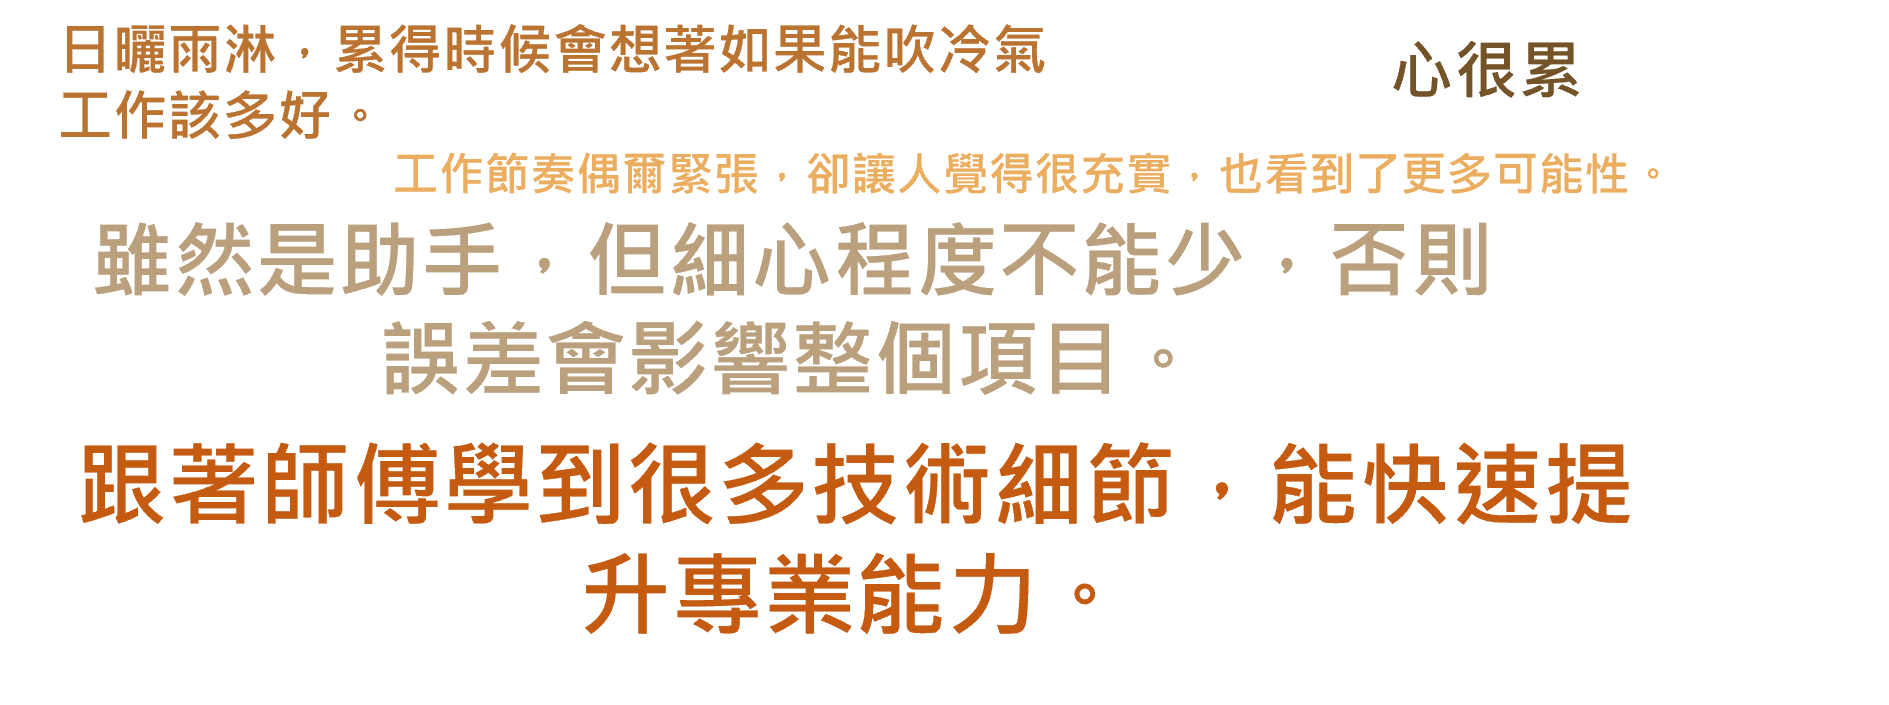 日曬雨淋，累得時候會想著如果能吹冷氣
工作該多好。
心很累
工作節奏偶爾緊張，卻讓人覺得很充實，也看到了更多可能性。
雖然是助手，但細心程度不能少，否則
誤差會影響整個項目。
跟著師傅學到很多技術細節，能快速提
升專業能力。